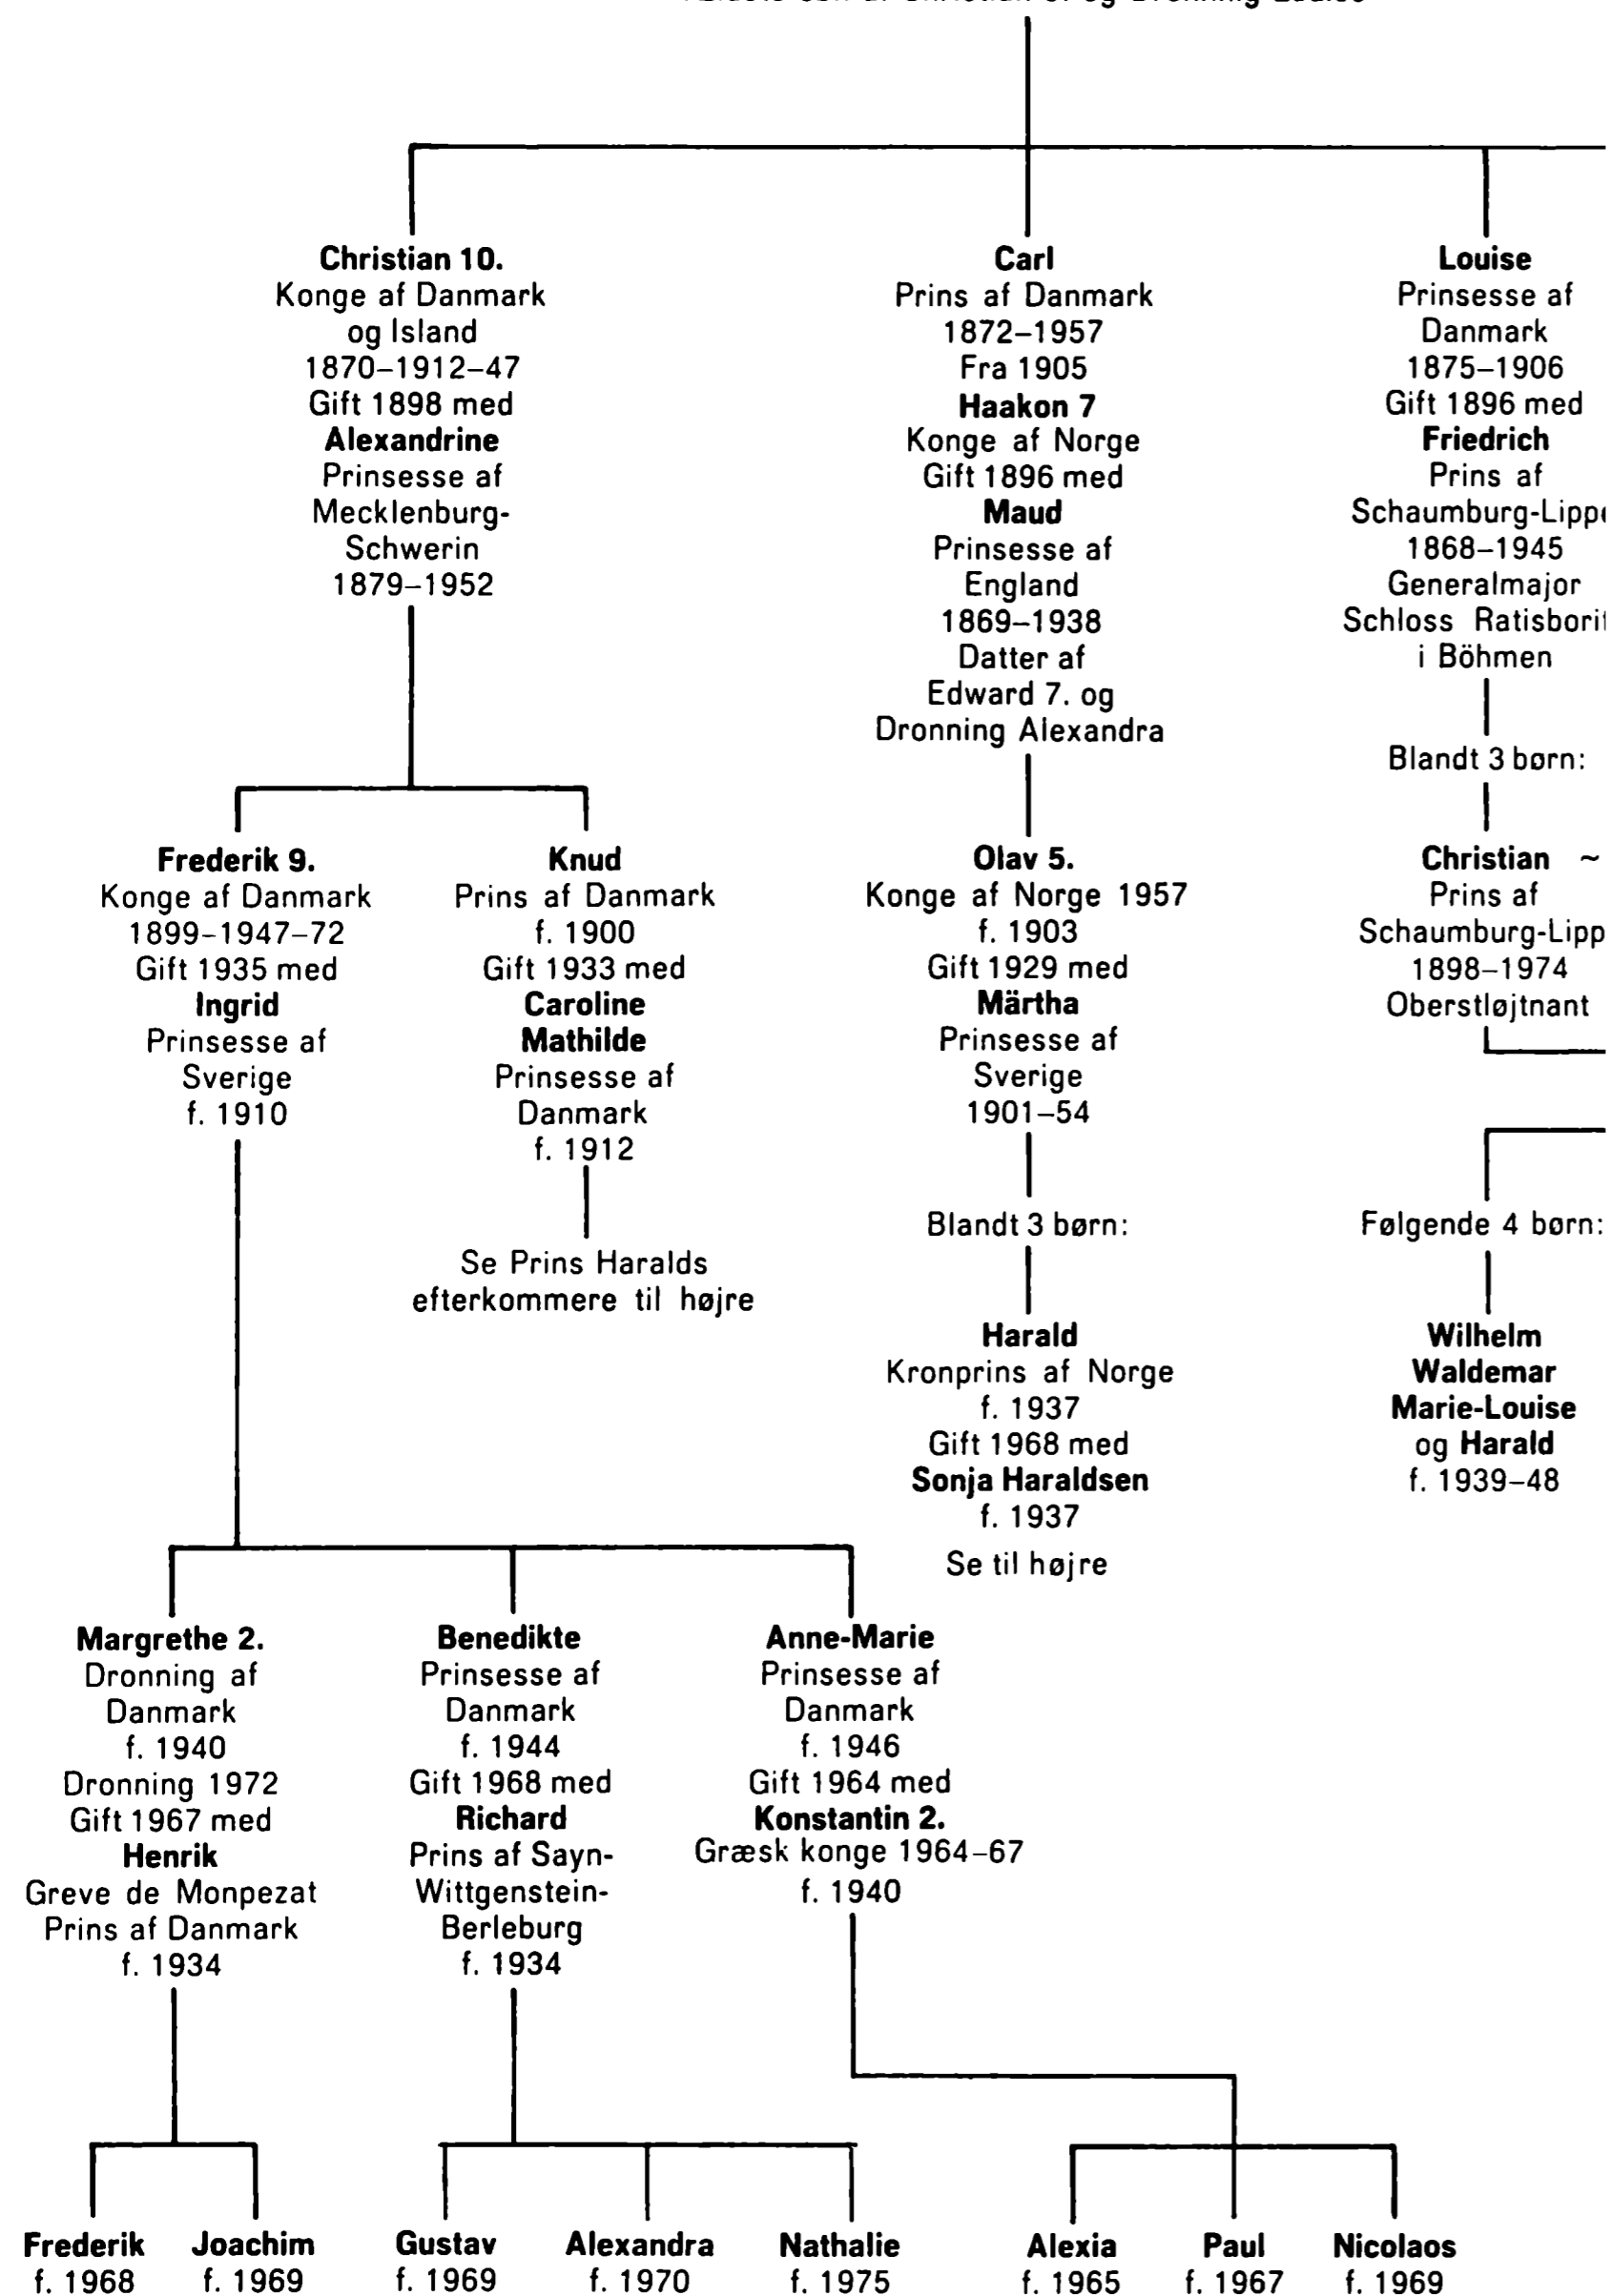 Christian 10.
Konge af Danmark
og Island
1870–1912–47
Gift 1898 med
Alexandrine
Prinsesse af
Mecklenburg-
Schwerin
1879–1952
Carl
Prins af Danmark
1872–1957
Fra 1905
Haakon 7
Konge af Norge
Gift 1896 med
Maud
Prinsesse af
England
1869–1938
Datter af
Edward 7. og
Dronning Alexandra
Louise
Prinsesse af
Danmark
1875–1906
Gift 1896 med
Friedrich
Prins af
Schaumburg-Lippe
1868–1945
Generalmajor
Schloss
i Böhmen
Blandt 3 børn:
Frederik 9.
Konge af Danmark
1899–1947–72
Gift 1935 med
Ingrid
Prinsesse af
Sverige
f. 1910
Knud
Prins af Danmark
f. 1900
Gift 1933 med
Caroline
Mathilde
Prinsesse af
Danmark
f. 1912
Se Prins Haralds
efterkommere til højre
Olav 5.
Konge af Norge 1957
f. 1903
Gift 1929 med
Märtha
Prinsesse af
Sverige
1901–54
Blandt 3 børn:
Harald
Kronprins af Norge
f. 1937
Gift 1968 med
Sonja Haraldsen
f. 1937
Se til højre
Christian ~
Prins af
Schaumburg-Lipp
1898–1974
Oberstløjtnant
Følgende 4 børn:
Wilhelm
Waldemar
Marie-Louise
og Harald
f. 1939–48
Margrethe 2.
Dronning af
Danmark
f. 1940
Dronning 1972
Gift 1967 med
Henrik
Greve de Monpezat
Prins af Danmark
f. 1934
Benedikte
Prinsesse af
Danmark
f. 1944
Gift 1968 med
Richard
Prins af Sayn-
Wittgenstein-
Berleburg
f. 1934
Anne-Marie
Prinsesse af
Danmark
f. 1946
Gift 1964 med
Konstantin 2.
Græsk konge 1964–67
f. 1940
Frederik
f. 1968
Joachim
f. 1969
Gustav
f. 1969
Alexandra
f. 1970
Nathalie
f. 1975
Alexia
f. 1965
Paul
f. 1967
Nicolaos
f. 1969